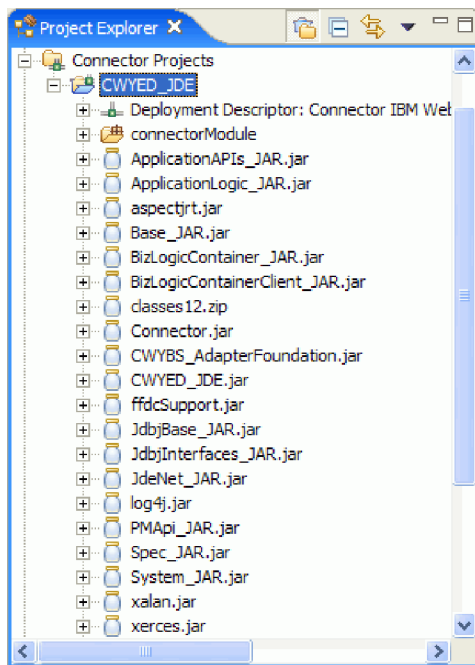 Project Explorer
Connector Projects
CWYED_JDE
Deployment Descriptor: Connector IBM Wel
connectorModule
ApplicationAPIs_JAR.jar
ApplicationLogic_JAR.jar
aspectjrt.jar
Base_JAR.jar
BizLogicContainer_JAR.jar
BizLogicContainerClient_JAR.jar
classes12.zip
Connector.jar
CWYBS_AdapterFoundation.jar
CWYED_JDE.jar
ffdcSupport.jar
JdbjBase_JAR.jar
JdbjInterfaces_JAR.jar
JdeNet_JAR.jar
log4j.jar
PMApi_JAR.jar
Spec_JAR.jar
System_JAR.jar
xalan.jar
xerces.jar